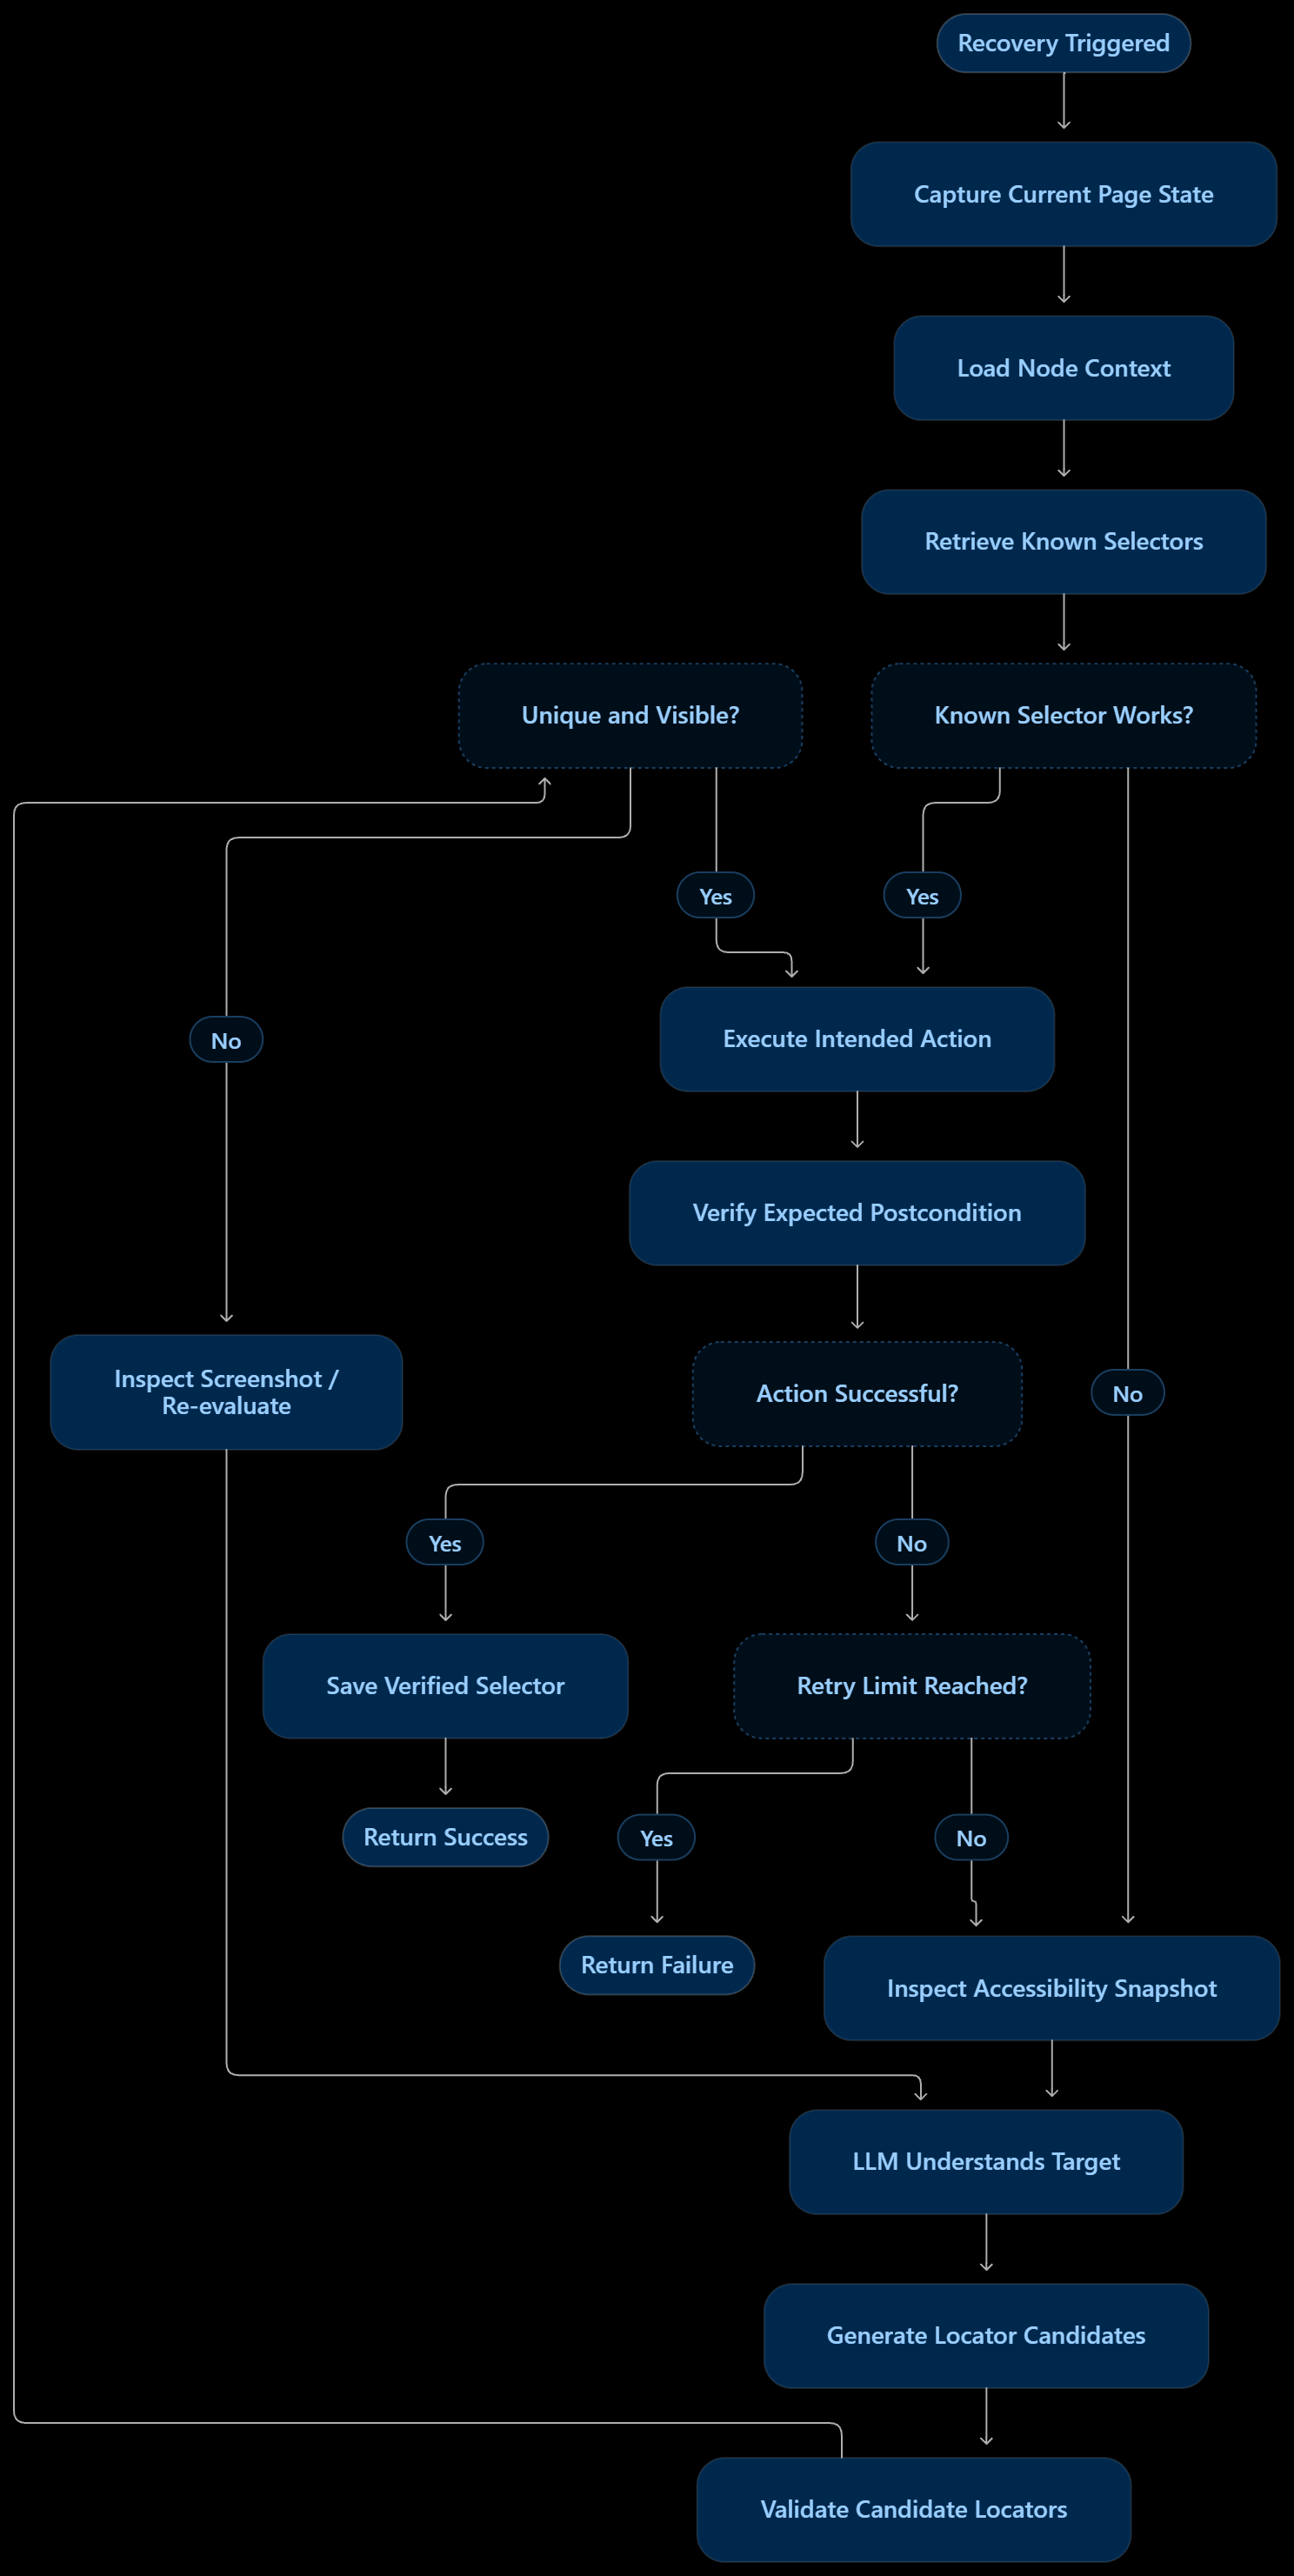 Recovery Triggered
Capture Current Page State
Load Node Context
Retrieve Known Selectors
Unique and Visible?
Known Selector Works?
Yes
Yes
No
Execute Intended Action
Verify Expected Postcondition
Inspect Screenshot /
Re-evaluate
Action Successful?
No
Yes
No
Save Verified Selector
Retry Limit Reached?
Return Success
Yes
No
Return Failure
Inspect Accessibility Snapshot
LLM Understands Target
Generate Locator Candidates
Validate Candidate Locators